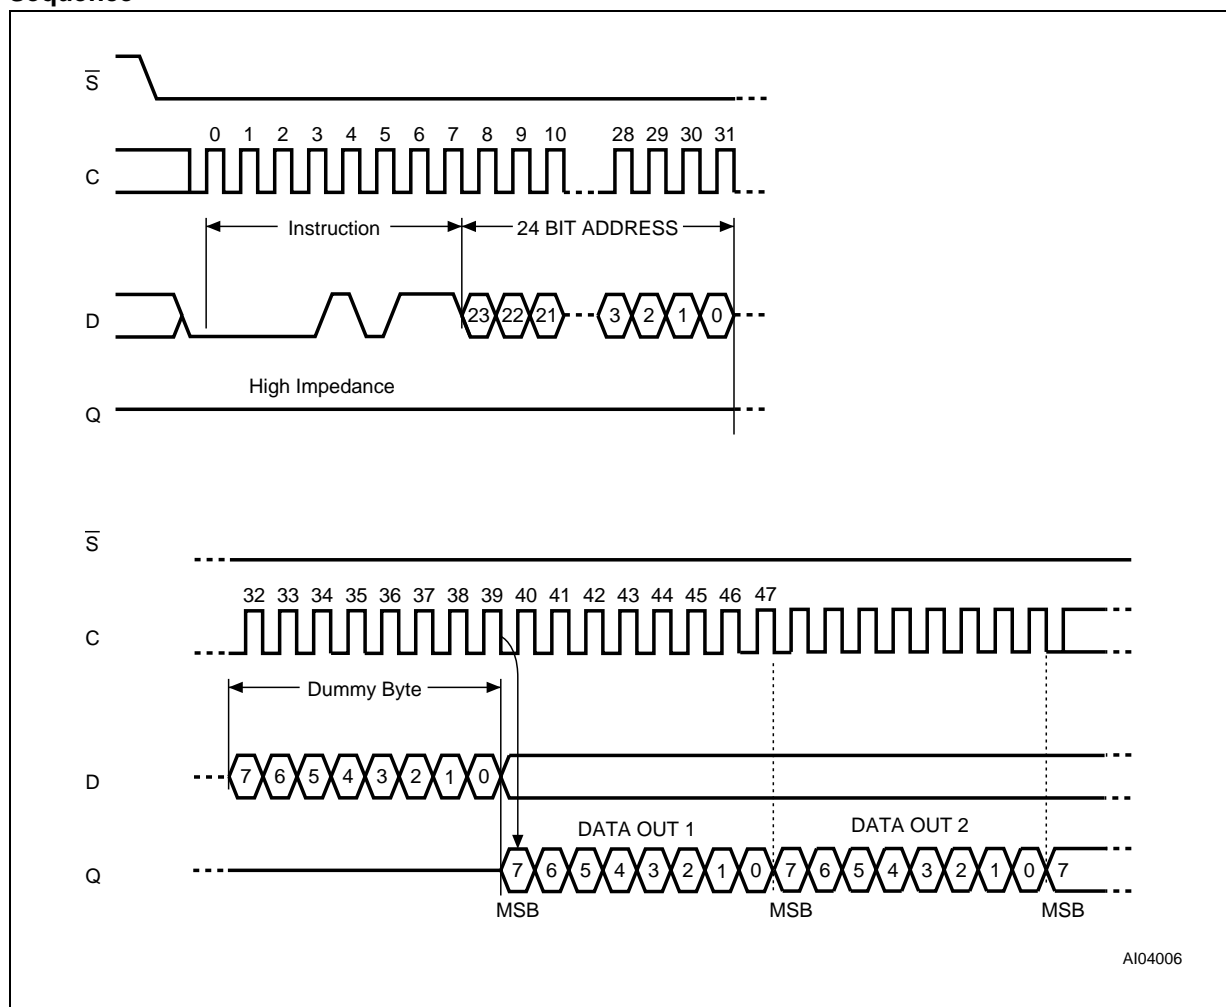 S
0 1 2 3 4 5 6 7 8 9 10 28 29 30 31
C
Instruction 24 BIT ADDRESS
D 23 22 21 3 2 1 0
High Impedance
Q
S
32 33 34 35 36 37 38 39 40 41 42 43 44 45 46 47
C
Dummy Byte
D 7 6 5 4 3 2 1 0
DATA OUT 1 DATA OUT 2
Q 7 6 5 4 3 2 1 0 7 6 5 4 3 2 1 0 7
MSB MSB MSB
AI04006